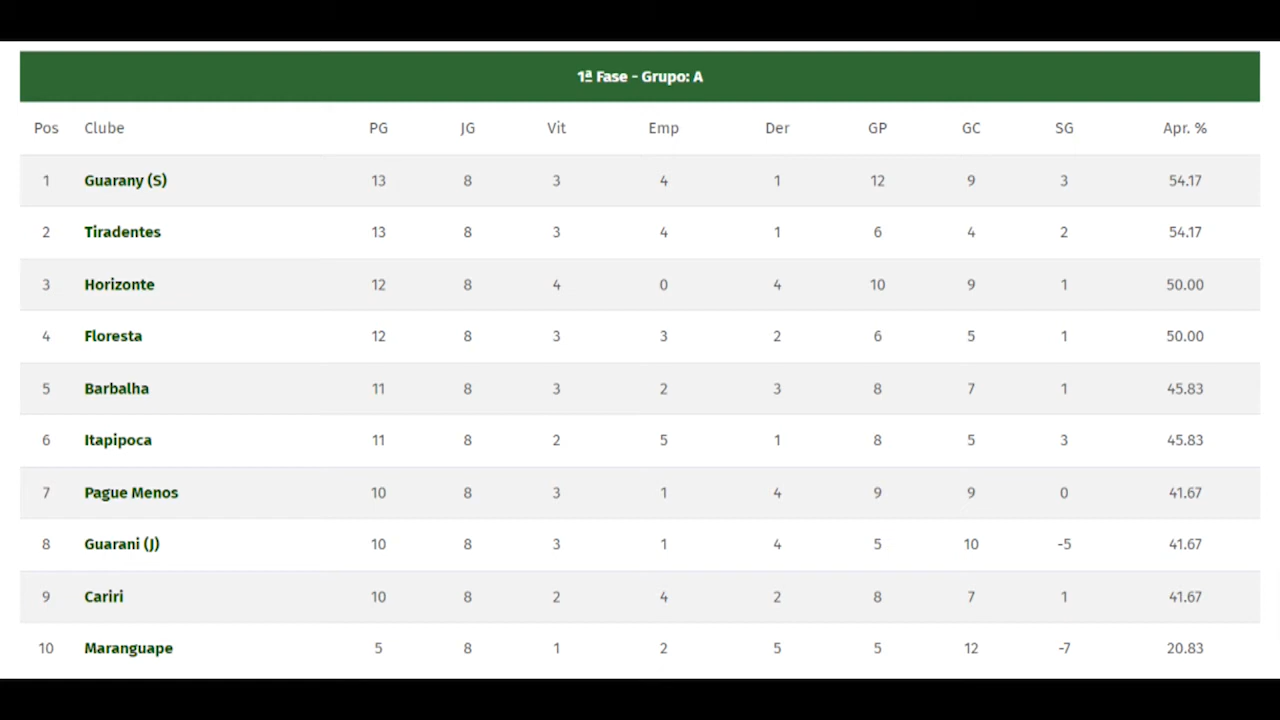 1ª Fase - Grupo: A
Pos Clube PG JG Vit Emp Der GP GC SG Apr. %
1 Guarany (S) 13 8 3 4 1 12 9 3 54.17
2 Tiradentes 13 8 3 4 1 6 4 2 54.17
3 Horizonte 12 8 4 0 4 10 9 1 50.00
4 Floresta 12 8 3 3 2 6 5 1 50.00
5 Barbalha 11 8 3 2 3 8 7 1 45.83
6 Itapipoca 11 8 2 5 1 8 5 3 45.83
7 Pague Menos 10 8 3 1 4 9 9 0 41.67
8 Guarani (J) 10 8 3 1 4 5 10 -5 41.67
9 Cariri 10 8 2 4 2 8 7 1 41.67
10 Maranguape 5 8 1 2 5 5 12 -7 20.83